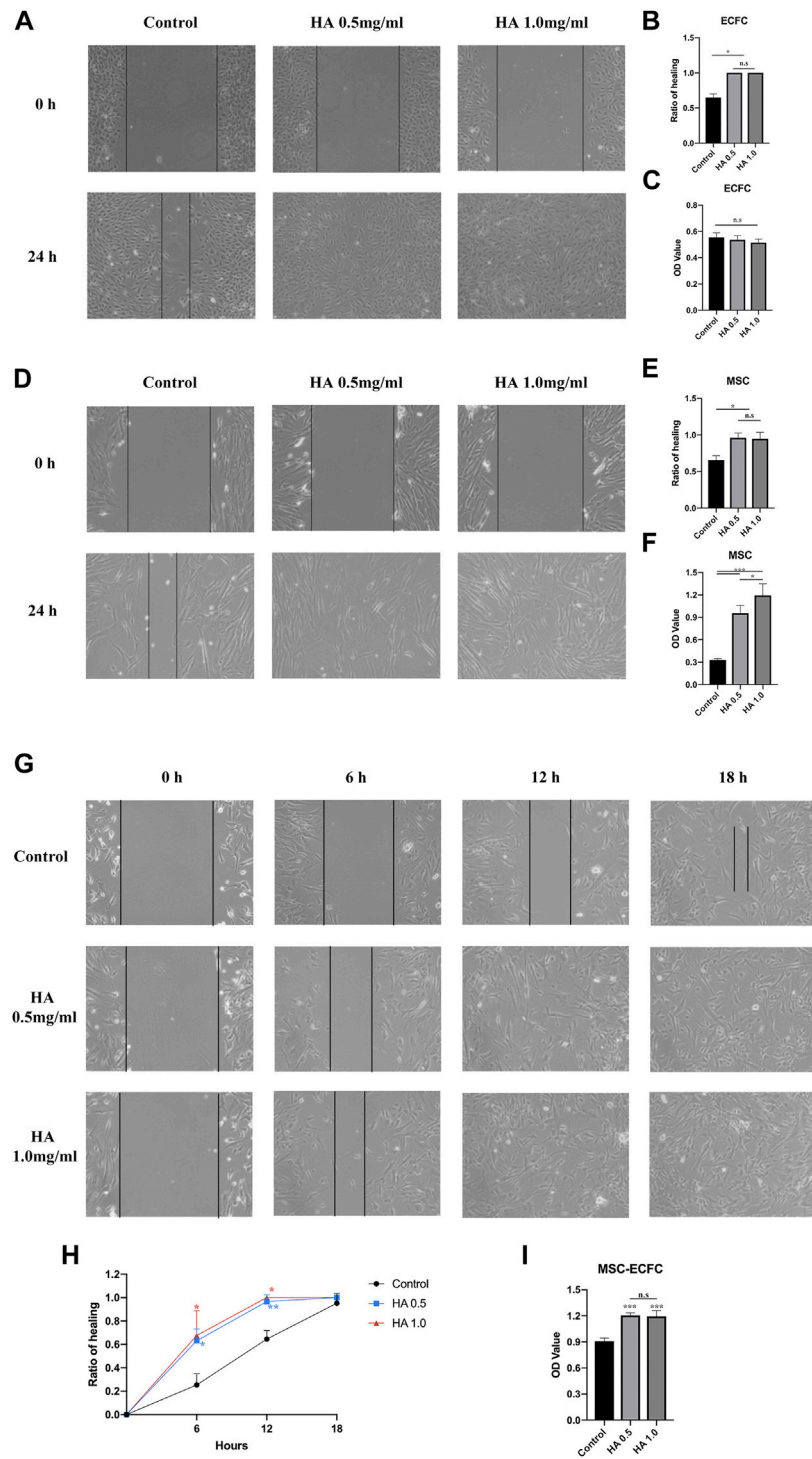 A
Control
HA 0.5mg/ml
HA 1.0mg/ml
0 h
24 h
B
ECFC
Ratio of healing
1.5
1.0
0.5
0.0
*
n.s
Control
HA 0.5
HA 1.0
C
ECFC
OD Value
0.8
0.6
0.4
0.2
0.0
n.s
Control
HA 0.5
HA 1.0
D
Control
HA 0.5mg/ml
HA 1.0mg/ml
0 h
24 h
E
MSC
Ratio of healing
1.5
1.0
0.5
0.0
*
n.s
Control
HA 0.5
HA 1.0
F
MSC
OD Value
1.5
1.2
0.9
0.6
0.3
0.0
***
*
Control
HA 0.5
HA 1.0
G
0 h
6 h
12 h
18 h
Control
HA
0.5mg/ml
HA
1.0mg/ml
H
Ratio of healing
1.2
1.0
0.8
0.6
0.4
0.2
0.0
*
*
*
**
6
12
18
Hours
Control
HA 0.5
HA 1.0
I
MSC-ECFC
OD Value
1.5
1.2
0.9
0.6
0.3
0.0
n.s
***
***
Control
HA 0.5
HA 1.0